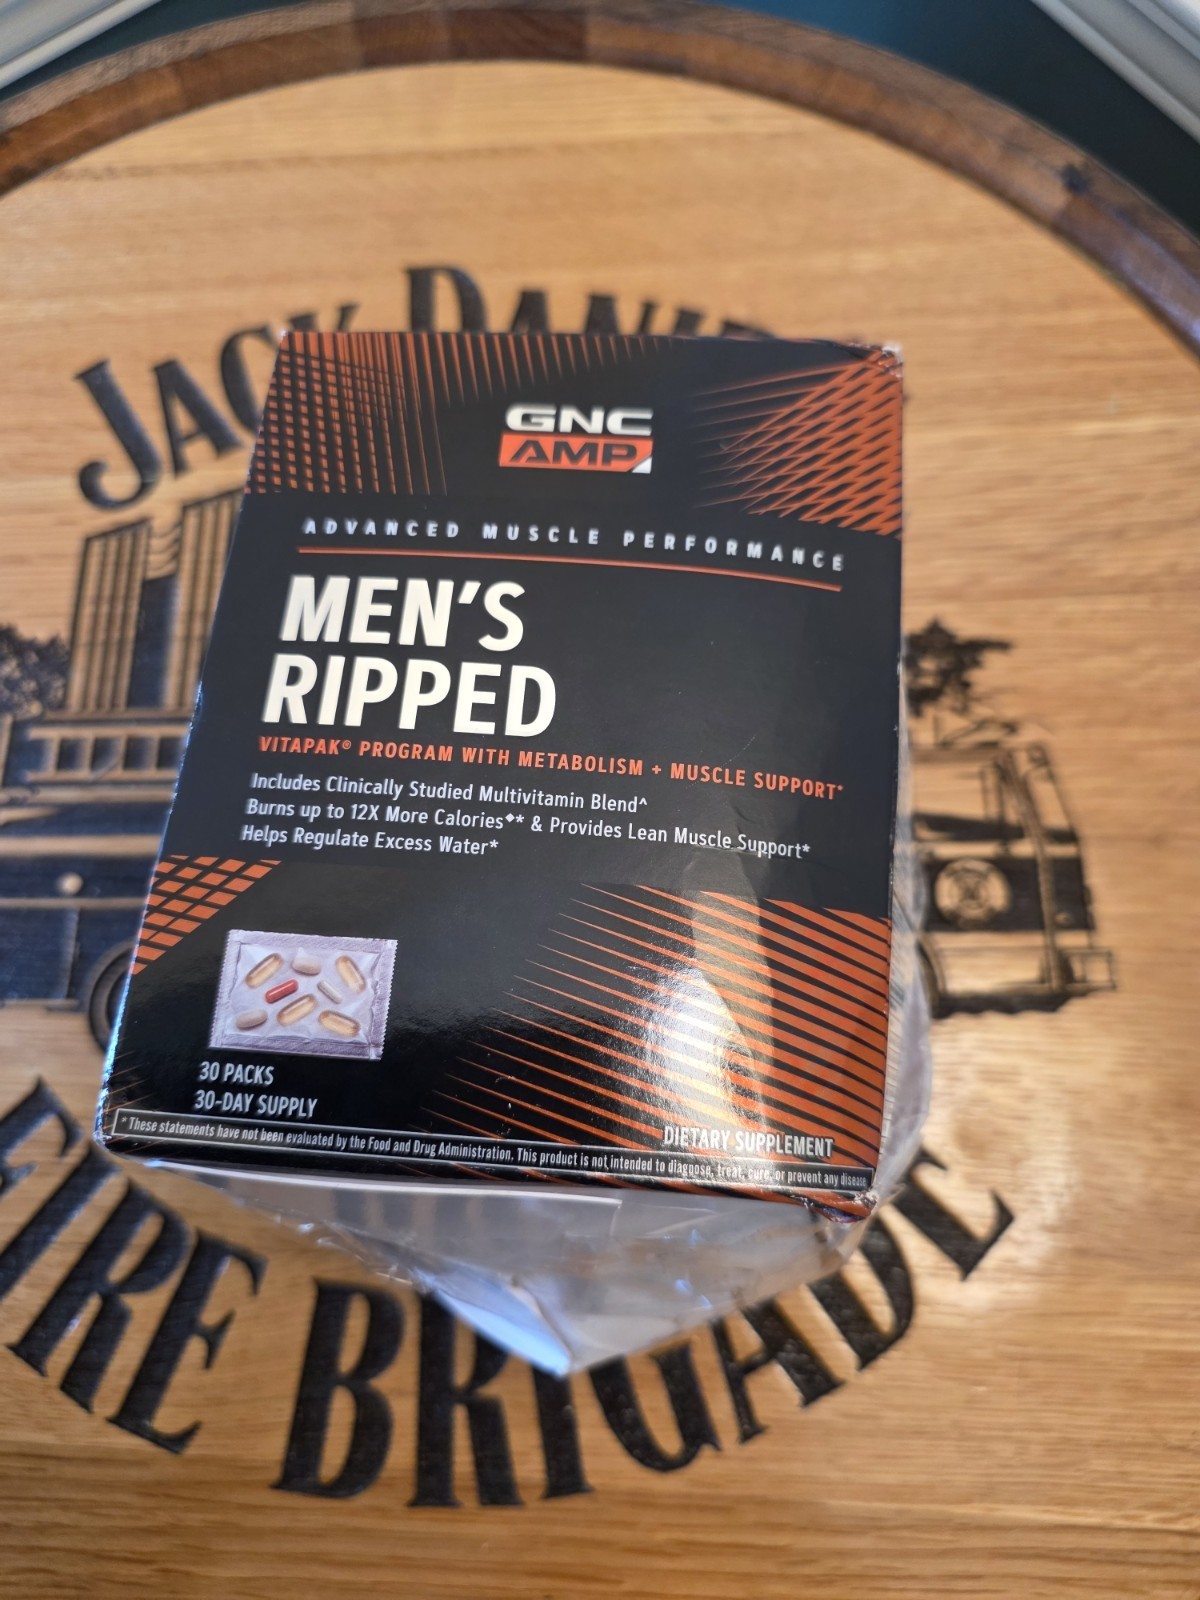 JACK DANIE
GNC
AMP
ADVANCED MUSCLE PERFORMANCE
MEN'S
RIPPED
VITAPAK® PROGRAM WITH METABOLISM + MUSCLE SUPPORT*
Includes Clinically Studied Multivitamin Blend^
Burns up to 12X More Calories♦* & Provides Lean Muscle Support*
Helps Regulate Excess Water*
30 PACKS
30-DAY SUPPLY
DIETARY SUPPLEMENT
* These statements have not been evaluated by the Food and Drug Administration. This product is not intended to diagnose, treat, cure, or prevent any disease.
FIRE BRIGADE